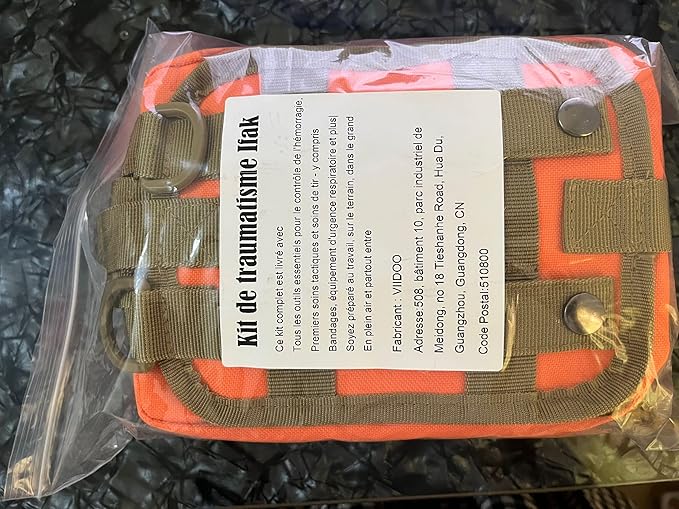 Kit de traumatisme Ifak
Ce kit complet est livré avec
Tous les outils essentiels pour le contrôle de l'hémorragie,
Premiers soins tactiques et soins de tir - y compris
Bandages, équipement d'urgence respiratoire et plus|
Soyez préparé au travail, sur le terrain, dans le grand
En plein air et partout entre
Fabricant : VIIDOO
Adresse:508, bâtiment 10, parc industriel de
Meidong, no 18 Tieshanhe Road, Hua Du,
Guangzhou, Guangdong, CN
Code Postal:510800